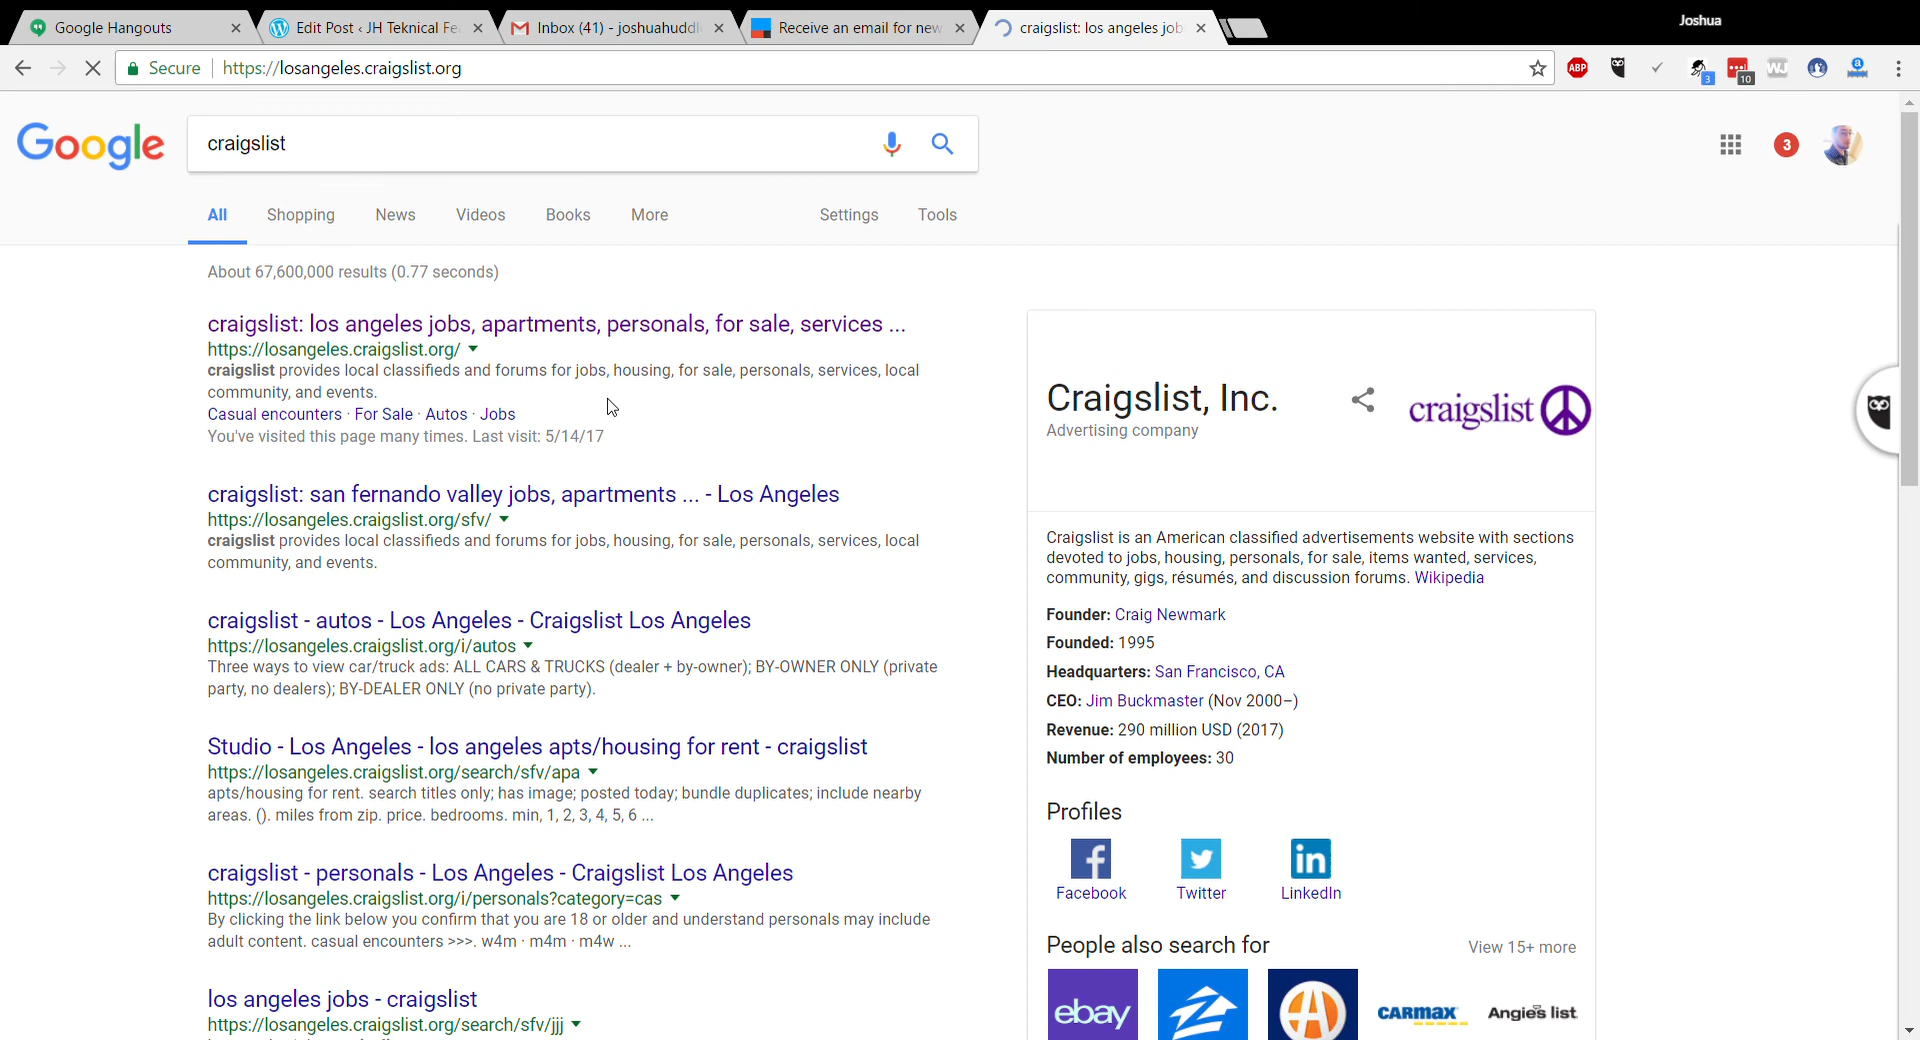 Google Hangouts
Edit Post ‹ JH Teknical Fe
Inbox (41) - joshuahuddl
Receive an email for new
craigslist: los angeles job
Joshua
Secure
https://losangeles.craigslist.org
ABP
3
10
WJ
a
Google
craigslist
3
All
Shopping
News
Videos
Books
More
Settings
Tools
About 67,600,000 results (0.77 seconds)
craigslist: los angeles jobs, apartments, personals, for sale, services ...
https://losangeles.craigslist.org/
craigslist provides local classifieds and forums for jobs, housing, for sale, personals, services, local
community, and events.
Casual encounters · For Sale · Autos · Jobs
You've visited this page many times. Last visit: 5/14/17
craigslist: san fernando valley jobs, apartments ... - Los Angeles
https://losangeles.craigslist.org/sfv/
craigslist provides local classifieds and forums for jobs, housing, for sale, personals, services, local
community, and events.
craigslist - autos - Los Angeles - Craigslist Los Angeles
https://losangeles.craigslist.org/i/autos
Three ways to view car/truck ads: ALL CARS & TRUCKS (dealer + by-owner); BY-OWNER ONLY (private
party, no dealers); BY-DEALER ONLY (no private party).
Studio - Los Angeles - los angeles apts/housing for rent - craigslist
https://losangeles.craigslist.org/search/sfv/apa
apts/housing for rent. search titles only; has image; posted today; bundle duplicates; include nearby
areas. (). miles from zip. price. bedrooms. min, 1, 2, 3, 4, 5, 6 ...
craigslist - personals - Los Angeles - Craigslist Los Angeles
https://losangeles.craigslist.org/i/personals?category=cas
By clicking the link below you confirm that you are 18 or older and understand personals may include
adult content. casual encounters >>>. w4m · m4m · m4w ...
los angeles jobs - craigslist
https://losangeles.craigslist.org/search/sfv/jjj
Craigslist, Inc.
Advertising company
craigslist
Craigslist is an American classified advertisements website with sections
devoted to jobs, housing, personals, for sale, items wanted, services,
community, gigs, résumés, and discussion forums. Wikipedia
Founder: Craig Newmark
Founded: 1995
Headquarters: San Francisco, CA
CEO: Jim Buckmaster (Nov 2000–)
Revenue: 290 million USD (2017)
Number of employees: 30
Profiles
Facebook
Twitter
LinkedIn
People also search for
View 15+ more
ebay
CARMAX
Angie's list